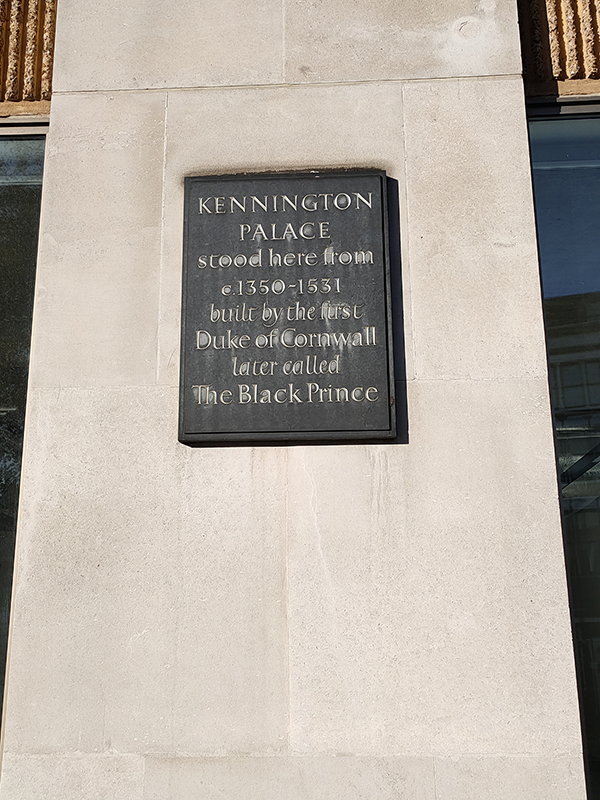 KENNINGTON
PALACE
stood here from
c.1350-1531
built by the first
Duke of Cornwall
later called
The Black Prince